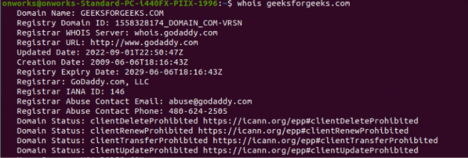 onworks@onworks-Standard-PC-i440FX-PIIX-1996:~$ whois geeksforgeeks.com
Domain Name: GEEKSFORGEEKS.COM
Registry Domain ID: 1558328174_DOMAIN_COM-VRSN
Registrar WHOIS Server: whois.godaddy.com
Registrar URL: http://www.godaddy.com
Updated Date: 2022-09-01T22:50:47Z
Creation Date: 2009-06-06T18:16:43Z
Registry Expiry Date: 2029-06-06T18:16:43Z
Registrar: GoDaddy.com, LLC
Registrar IANA ID: 146
Registrar Abuse Contact Email: abuse@godaddy.com
Registrar Abuse Contact Phone: 480-624-2505
Domain Status: clientDeleteProhibited https://icann.org/epp#clientDeleteProhibited
Domain Status: clientRenewProhibited https://icann.org/epp#clientRenewProhibited
Domain Status: clientTransferProhibited https://icann.org/epp#clientTransferProhibited
Domain Status: clientUpdateProhibited https://icann.org/epp#clientUpdateProhibited